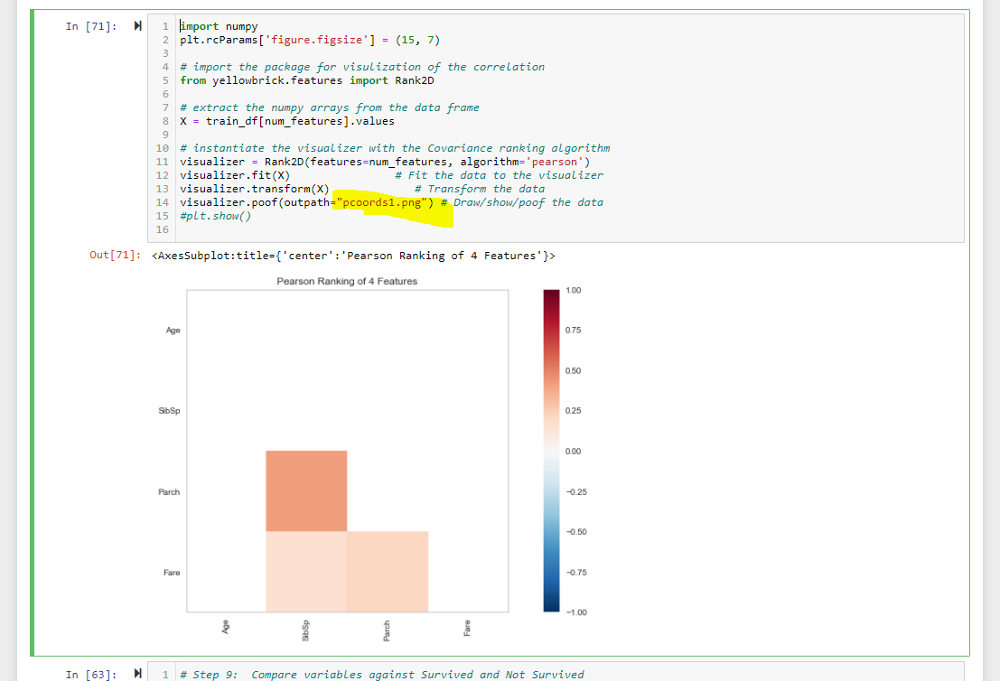 In [71]:
1 import numpy
2 plt.rcParams['figure.figsize'] = (15, 7)
3
4 # import the package for visulization of the correlation
5 from yellowbrick.features import Rank2D
6
7 # extract the numpy arrays from the data frame
8 X = train_df[num_features].values
9
10 # instantiate the visualizer with the Covariance ranking algorithm
11 visualizer = Rank2D(features=num_features, algorithm='pearson')
12 visualizer.fit(X) # Fit the data to the visualizer
13 visualizer.transform(X) # Transform the data
14 visualizer.poof(outpath="pcoords1.png") # Draw/show/poof the data
15 #plt.show()
16
Out[71]: <AxesSubplot:title={'center':'Pearson Ranking of 4 Features'}>
Pearson Ranking of 4 Features
Age
SibSp
Parch
Fare
Age
SibSp
Parch
Fare
1.00
0.75
0.50
0.25
0.00
−0.25
−0.50
−0.75
−1.00
In [63]:
1 # Step 9: Compare variables against Survived and Not Survived